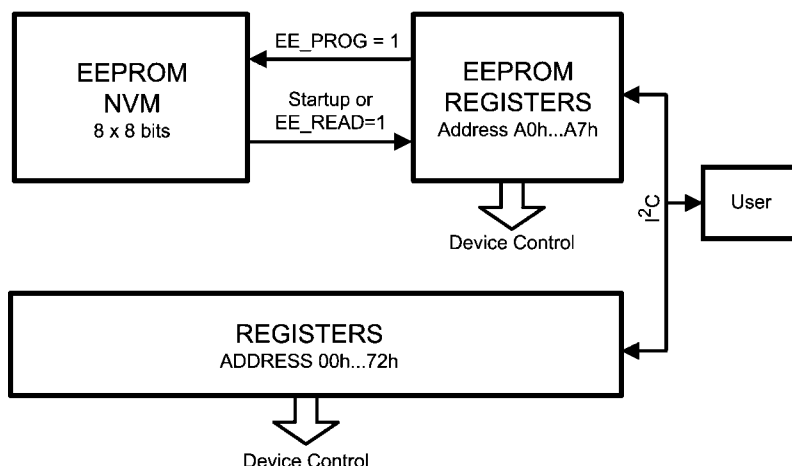 EEPROM
NVM
8 x 8 bits
EE_PROG = 1
Startup or
EE_READ=1
EEPROM
REGISTERS
Address A0h...A7h
Device Control
I²C
User
REGISTERS
ADDRESS 00h...72h
Device Control